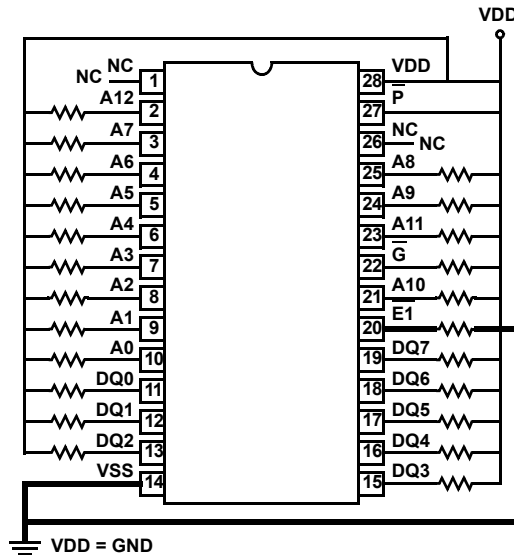 VDD
NC
NC
1
A12
2
A7
3
A6
4
A5
5
A4
6
A3
7
A2
8
A1
9
A0
10
DQ0
11
DQ1
12
DQ2
13
VSS
14
VDD
28
P̅
27
NC
26
NC
A8
25
A9
24
A11
23
G̅
22
A10
21
E̅1̅
20
DQ7
19
DQ6
18
DQ5
17
DQ4
16
DQ3
15
VDD = GND